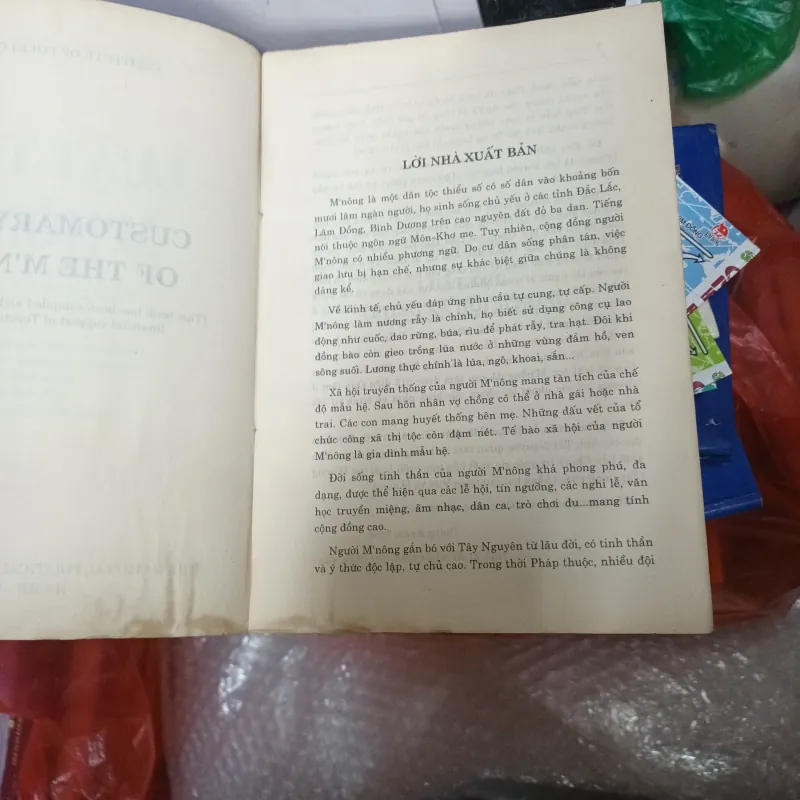 CUSTOMARY
OF THE M'N
(This book has been compiled and
financial support of Toyota
LỜI NHÀ XUẤT BẢN
M'nông là một dân tộc thiểu số có số dân vào khoảng bốn
mươi lăm ngàn người, họ sinh sống chủ yếu ở các tỉnh Đắc Lắc,
Lâm Đồng, Bình Dương trên cao nguyên đất đỏ ba dan. Tiếng
nói thuộc ngôn ngữ Môn-Khơ me. Tuy nhiên, cộng đồng người
M'nông có nhiều phương ngữ. Do cư dân sống phân tán, việc
giao lưu bị hạn chế, nhưng sự khác biệt giữa chúng là không
đáng kể.
Về kinh tế, chủ yếu đáp ứng nhu cầu tự cung, tự cấp. Người
M'nông làm nương rẫy là chính, họ biết sử dụng công cụ lao
động như cuốc, dao rừng, búa, rìu để phát rẫy, tra hạt. Đôi khi
đồng bào còn gieo trồng lúa nước ở những vùng đầm hồ, ven
sông suối. Lương thực chính là lúa, ngô, khoai, sắn...
Xã hội truyền thống của người M'nông mang tàn tích của chế
độ mẫu hệ. Sau hôn nhân vợ chồng có thể ở nhà gái hoặc nhà
trai. Các con mang huyết thống bên mẹ. Những dấu vết của tổ
chức công xã thị tộc còn đậm nét. Tế bào xã hội của người
M'nông là gia đình mẫu hệ.
Đời sống tinh thần của người M'nông khá phong phú, đa
dạng, được thể hiện qua các lễ hội, tín ngưỡng, các nghi lễ, văn
học truyền miệng, âm nhạc, dân ca, trò chơi đu...mang tính
cộng đồng cao.
Người M'nông gắn bó với Tây Nguyên từ lâu đời, có tinh thần
và ý thức độc lập, tự chủ cao. Trong thời Pháp thuộc, nhiều đội